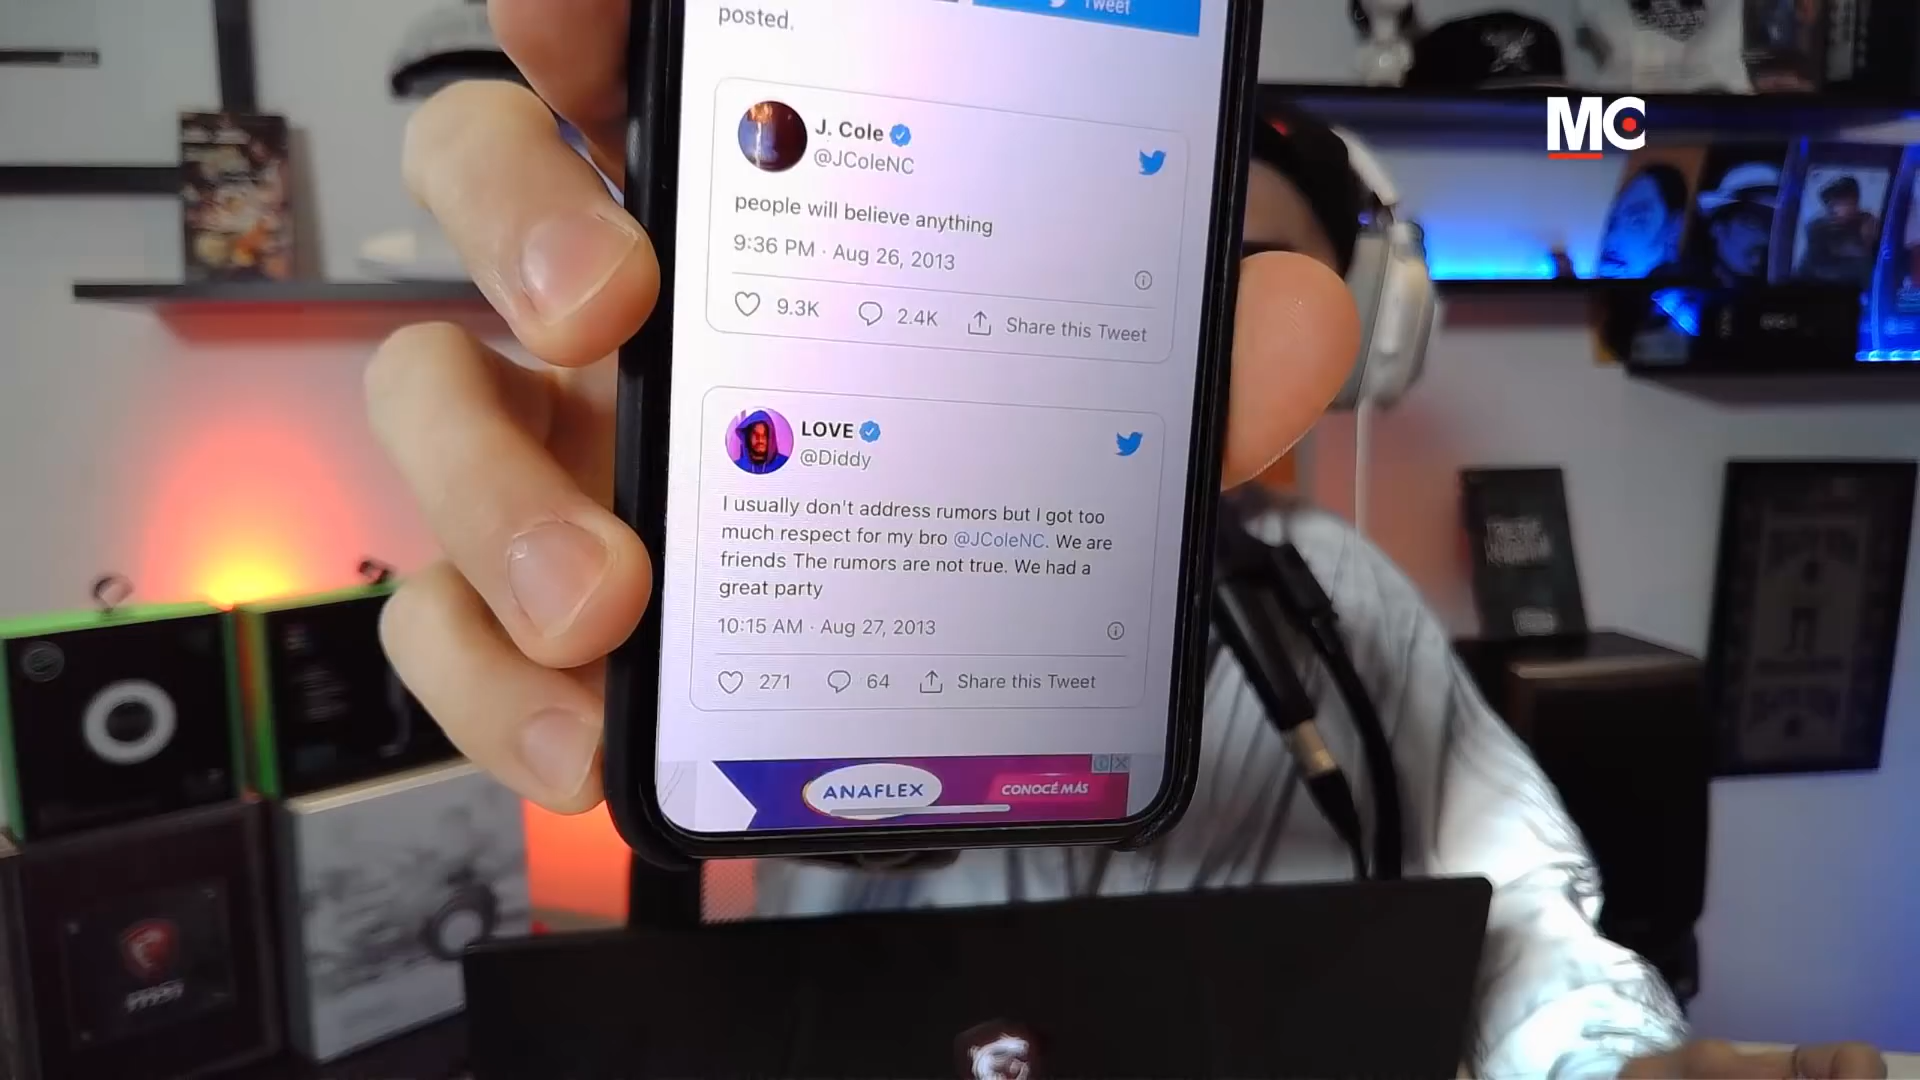 Tweet
posted.
MC
J. Cole
@JColeNC
people will believe anything
9:36 PM · Aug 26, 2013
9.3K 2.4K Share this Tweet
LOVE
@Diddy
I usually don't address rumors but I got too
much respect for my bro @JColeNC. We are
friends The rumors are not true. We had a
great party
10:15 AM · Aug 27, 2013
271 64 Share this Tweet
ANAFLEX CONOCÉ MÁS